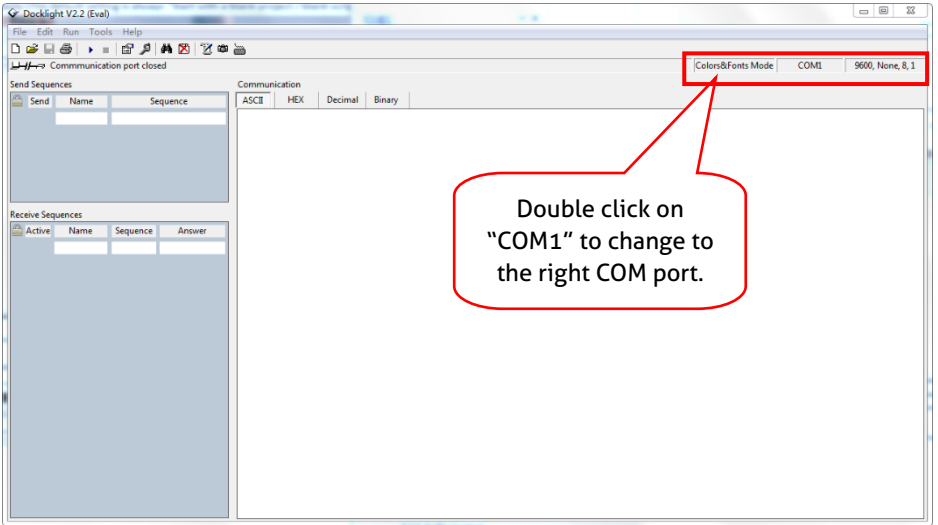 Docklight V2.2 (Eval)
File Edit Run Tools Help
Commmunication port closed
Colors&Fonts Mode COM1 9600, None, 8, 1
Send Sequences
Send Name Sequence
Communication
ASCII HEX Decimal Binary
Receive Sequences
Active Name Sequence Answer
Double click on
“COM1” to change to
the right COM port.